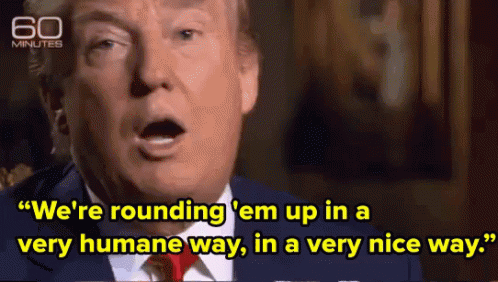 60
MINUTES
“We're rounding 'em up in a
very humane way, in a very nice way.”